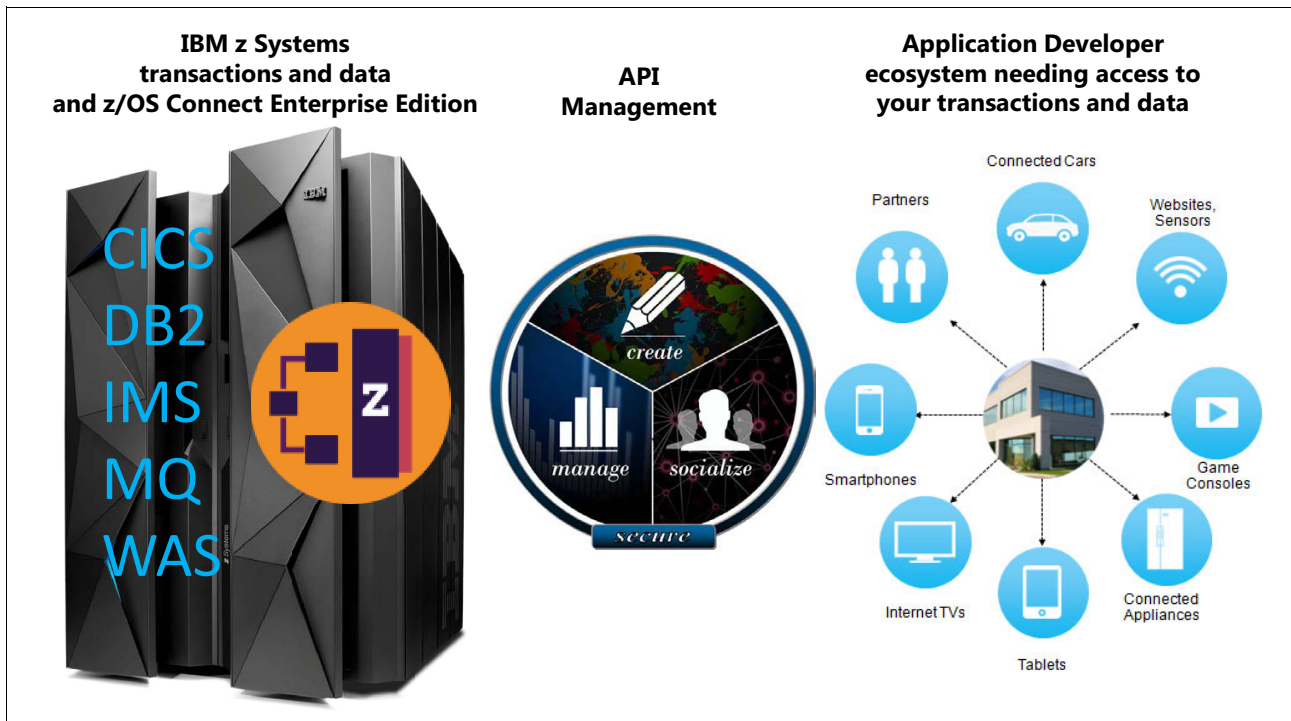 IBM z Systems
transactions and data
and z/OS Connect Enterprise Edition
API
Management
Application Developer
ecosystem needing access to
your transactions and data
IBM
CICS
DB2
IMS
MQ
WAS
Z
z Systems
IBM
create
manage
socialize
secure
Connected Cars
Partners
Websites,
Sensors
Smartphones
Game
Consoles
Internet TVs
Connected
Appliances
Tablets